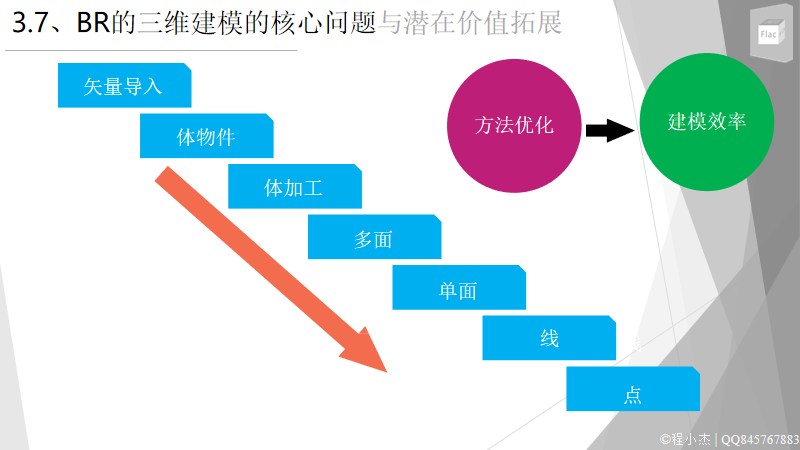 3.7、BR的三维建模的核心问题与潜在价值拓展
Flac
矢量导入
方法优化
建模效率
体物件
体加工
多面
单面
线
点
©程小杰 | QQ845767883